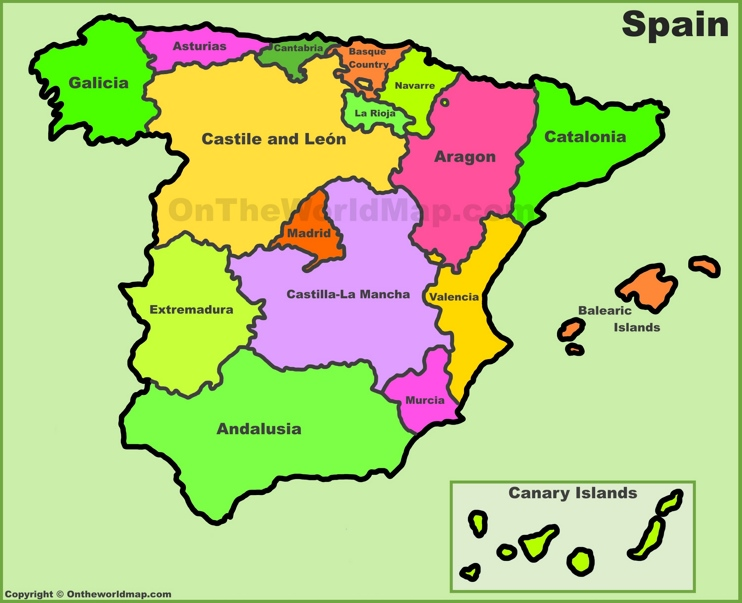 Spain
Asturias
Cantabria
Basque
Country
Galicia
Navarre
La Rioja
Castile and León
Catalonia
Aragon
OnTheWorldMap.com
Madrid
Castilla-La Mancha
Valencia
Extremadura
Balearic
Islands
Murcia
Andalusia
Canary Islands
Copyright © Ontheworldmap.com